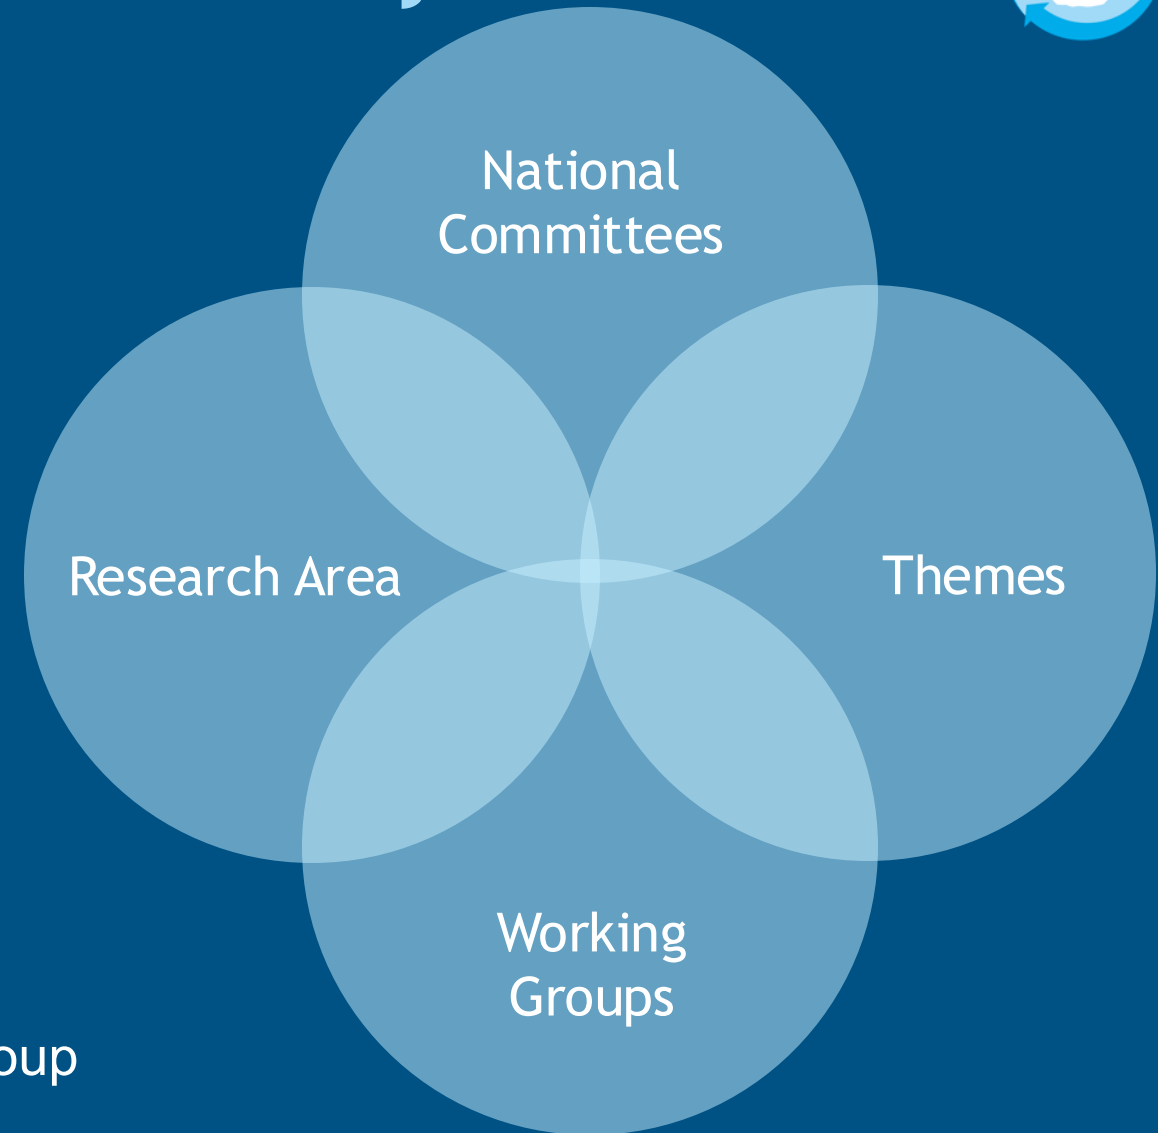 National
Committees
Research Area
Themes
Working
Groups
oup